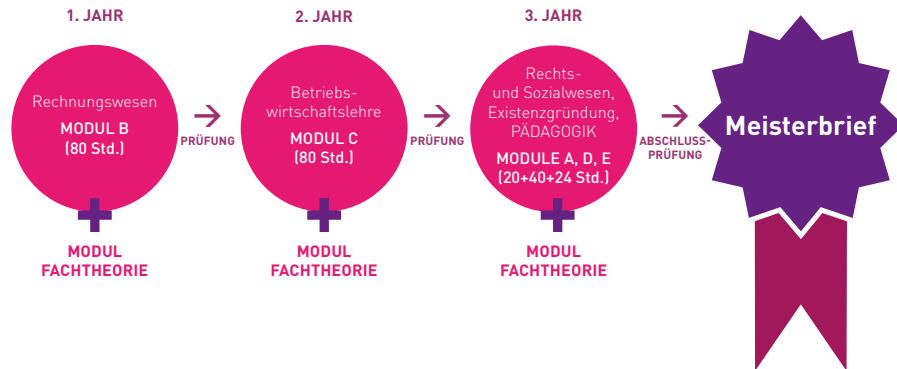 1. JAHR
Rechnungswesen
MODUL B
(80 Std.)
MODUL
FACHTHEORIE
PRÜFUNG
2. JAHR
Betriebs-
wirtschaftslehre
MODUL C
(80 Std.)
MODUL
FACHTHEORIE
PRÜFUNG
3. JAHR
Rechts-
und Sozialwesen,
Existenzgründung,
PÄDAGOGIK
MODULE A, D, E
(20+40+24 Std.)
MODUL
FACHTHEORIE
ABSCHLUSS-
PRÜFUNG
Meisterbrief